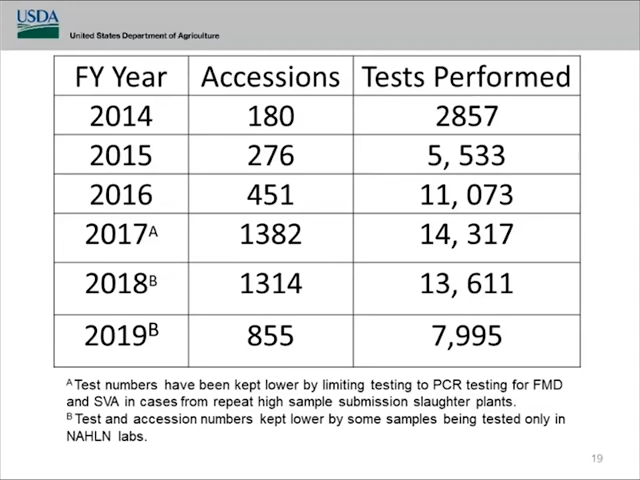 USDA
United States Department of Agriculture
FY Year Accessions Tests Performed
2014 180 2857
2015 276 5, 533
2016 451 11, 073
2017A 1382 14, 317
2018B 1314 13, 611
2019B 855 7,995
A Test numbers have been kept lower by limiting testing to PCR testing for FMD
and SVA in cases from repeat high sample submission slaughter plants.
B Test and accession numbers kept lower by some samples being tested only in
NAHLN labs.
19